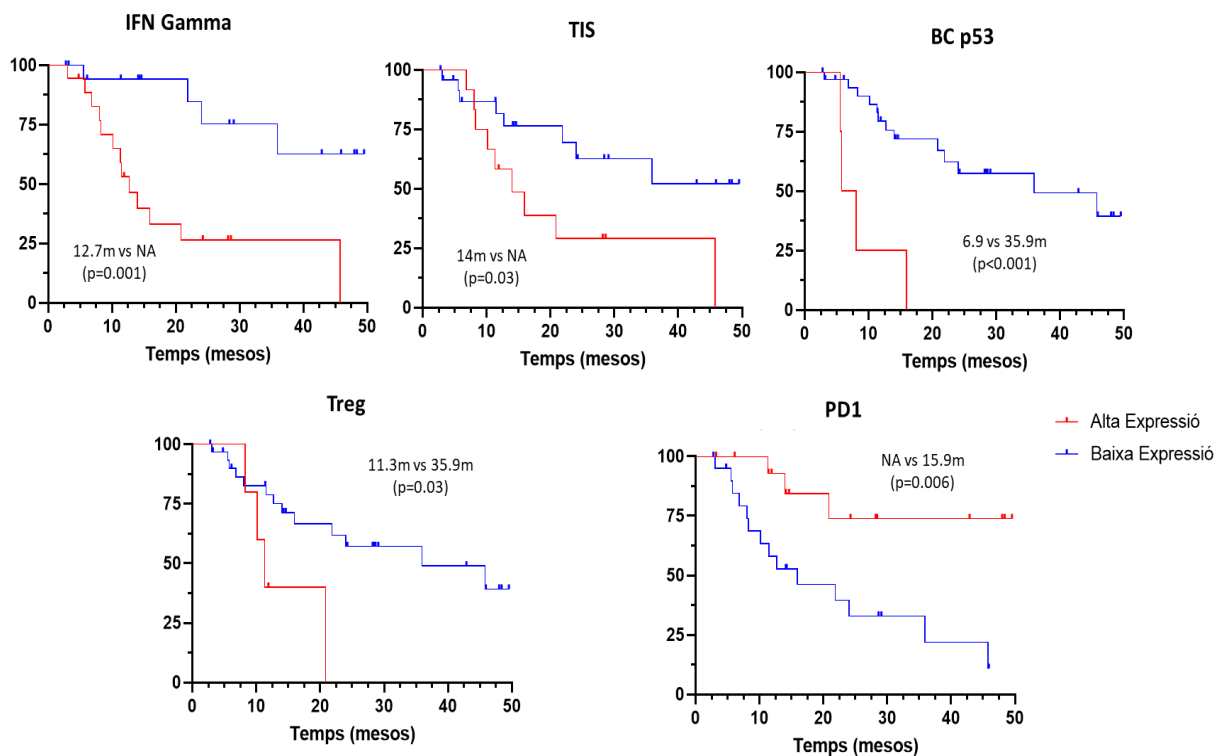 IFN Gamma
100
75
50
25
0
0 10 20 30 40 50
Temps (mesos)
12.7m vs NA
(p=0.001)
TIS
100
75
50
25
0
0 10 20 30 40 50
Temps (mesos)
14m vs NA
(p=0.03)
BC p53
100
75
50
25
0
0 10 20 30 40 50
Temps (mesos)
6.9 vs 35.9m
(p<0.001)
Treg
100
75
50
25
0
0 10 20 30 40 50
Temps (mesos)
11.3m vs 35.9m
(p=0.03)
PD1
100
75
50
25
0
0 10 20 30 40 50
Temps (mesos)
NA vs 15.9m
(p=0.006)
Alta Expressió
Baixa Expressió